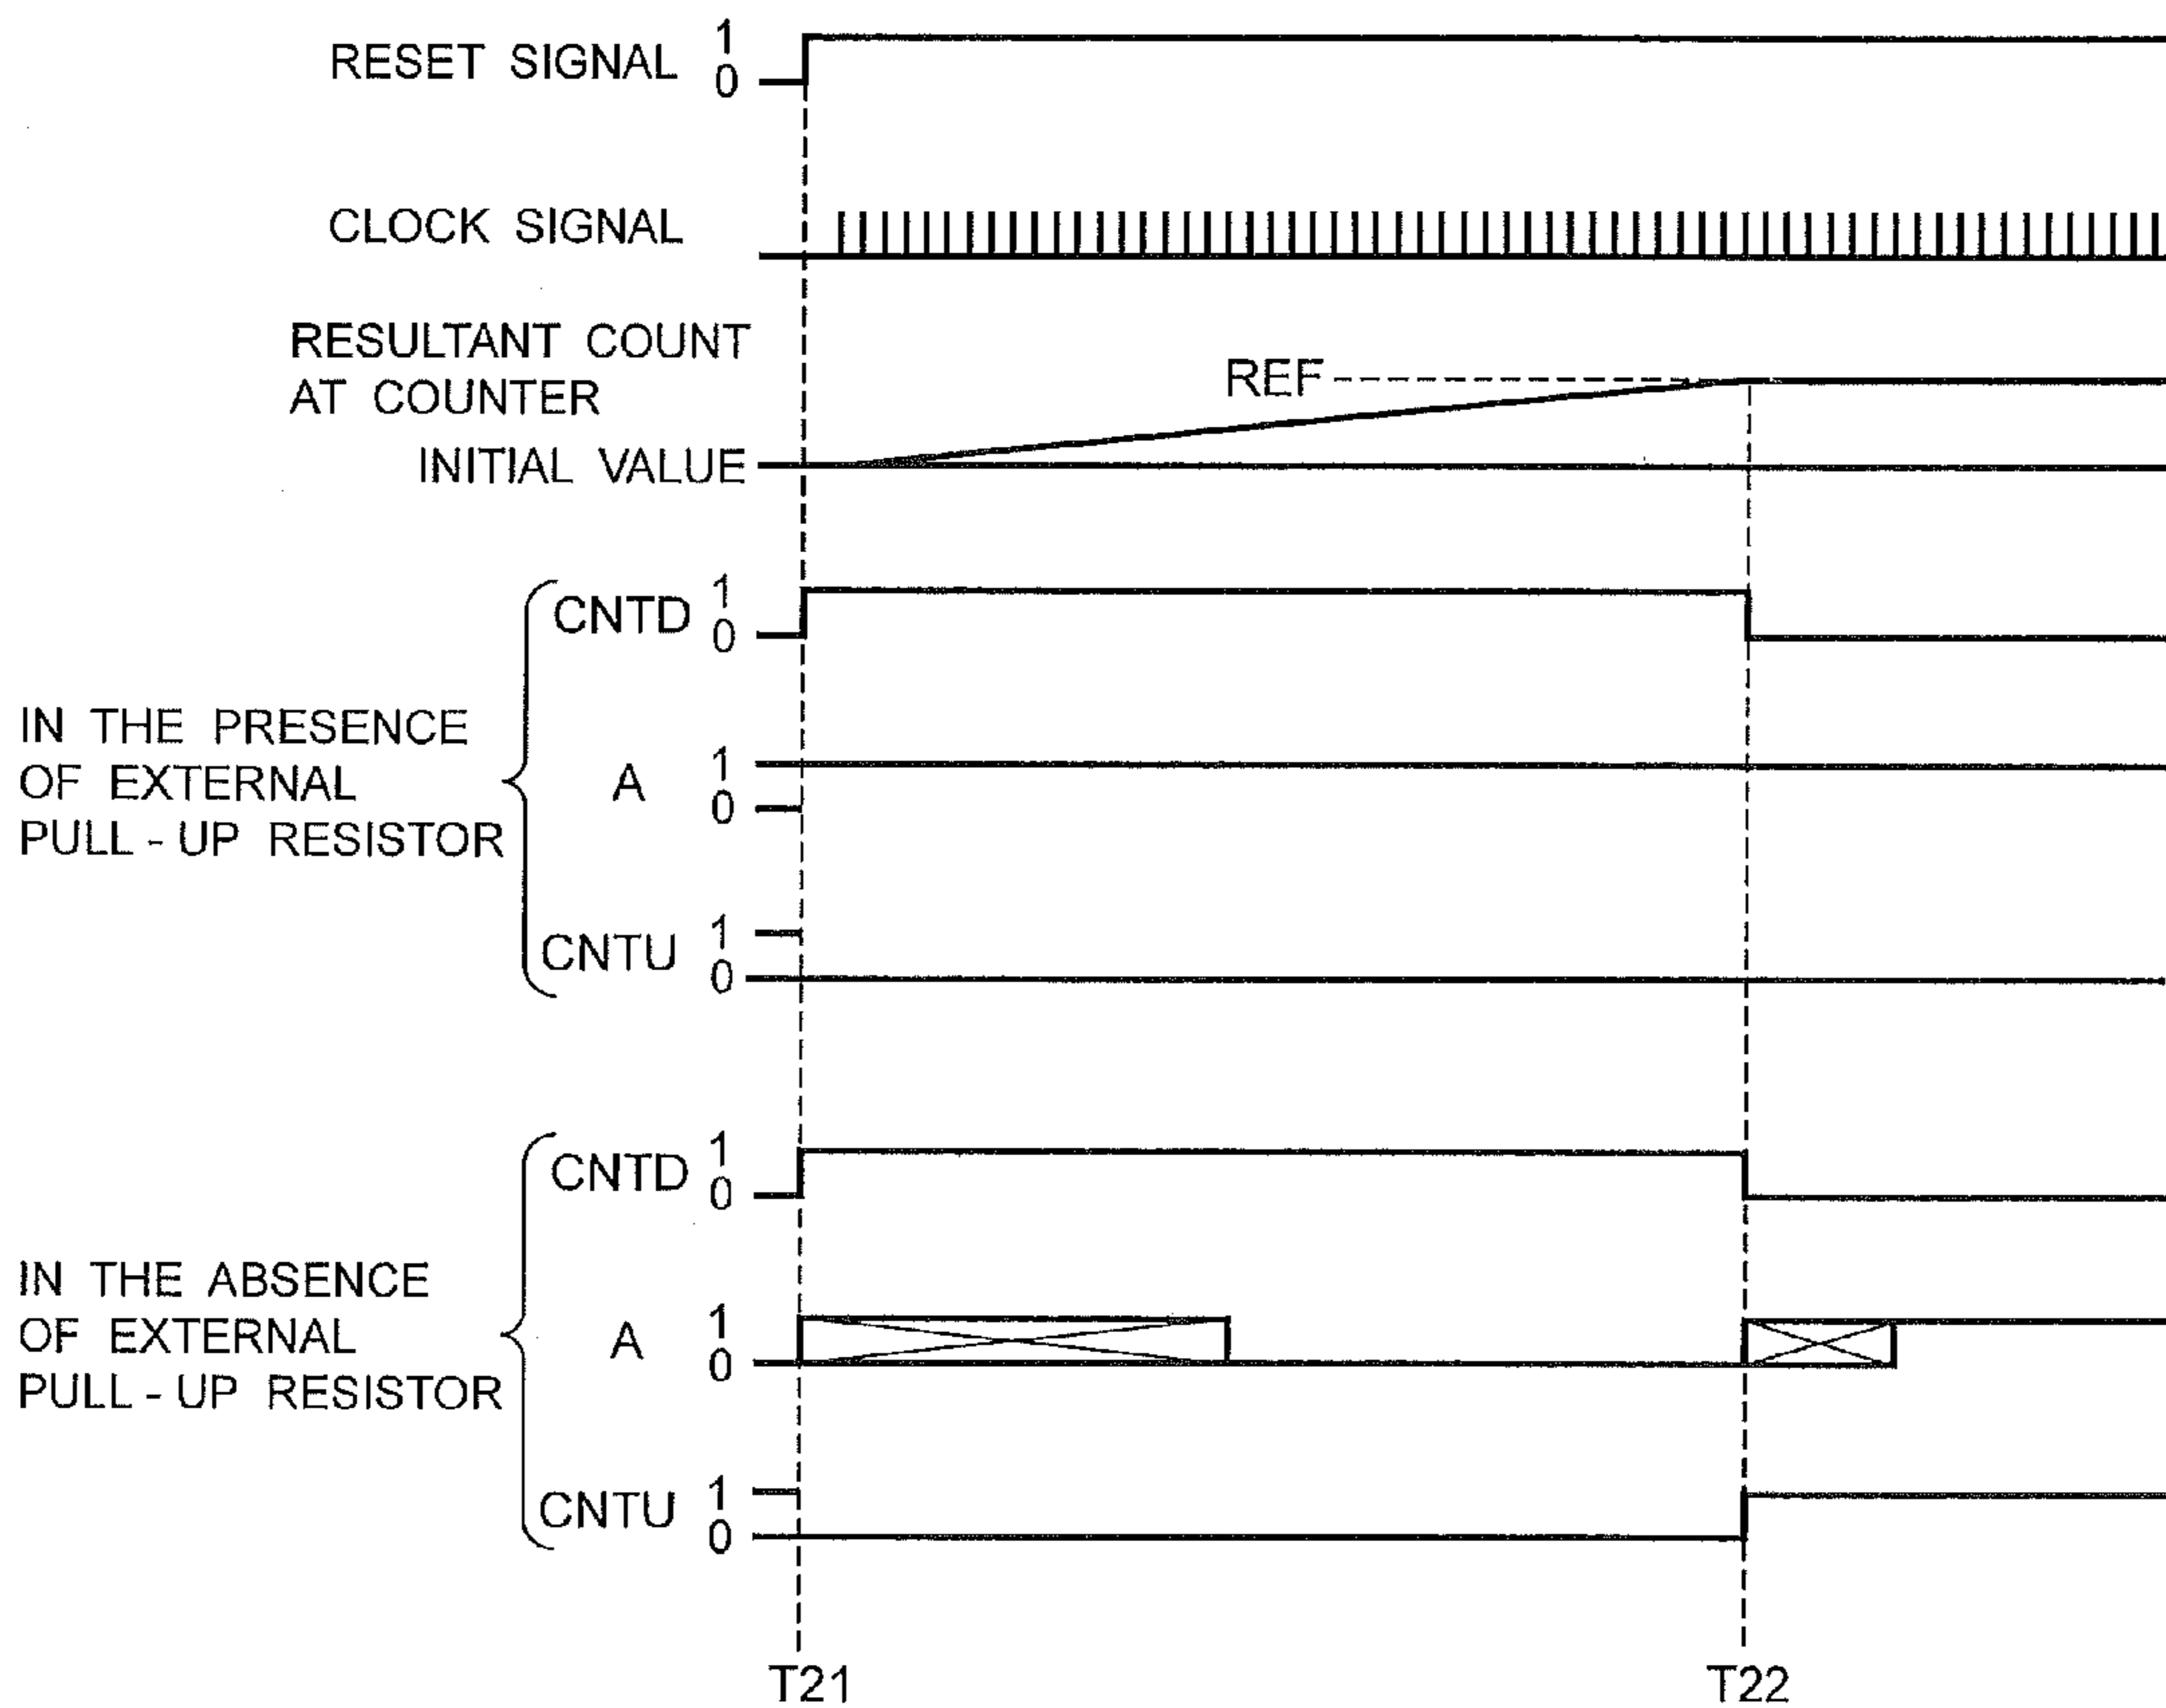 RESET SIGNAL 1
0
CLOCK SIGNAL
RESULTANT COUNT
AT COUNTER
REF
INITIAL VALUE
IN THE PRESENCE
OF EXTERNAL
PULL-UP RESISTOR
CNTD 1
0
A 1
0
CNTU 1
0
IN THE ABSENCE
OF EXTERNAL
PULL-UP RESISTOR
CNTD 1
0
A 1
0
CNTU 1
0
T21
T22